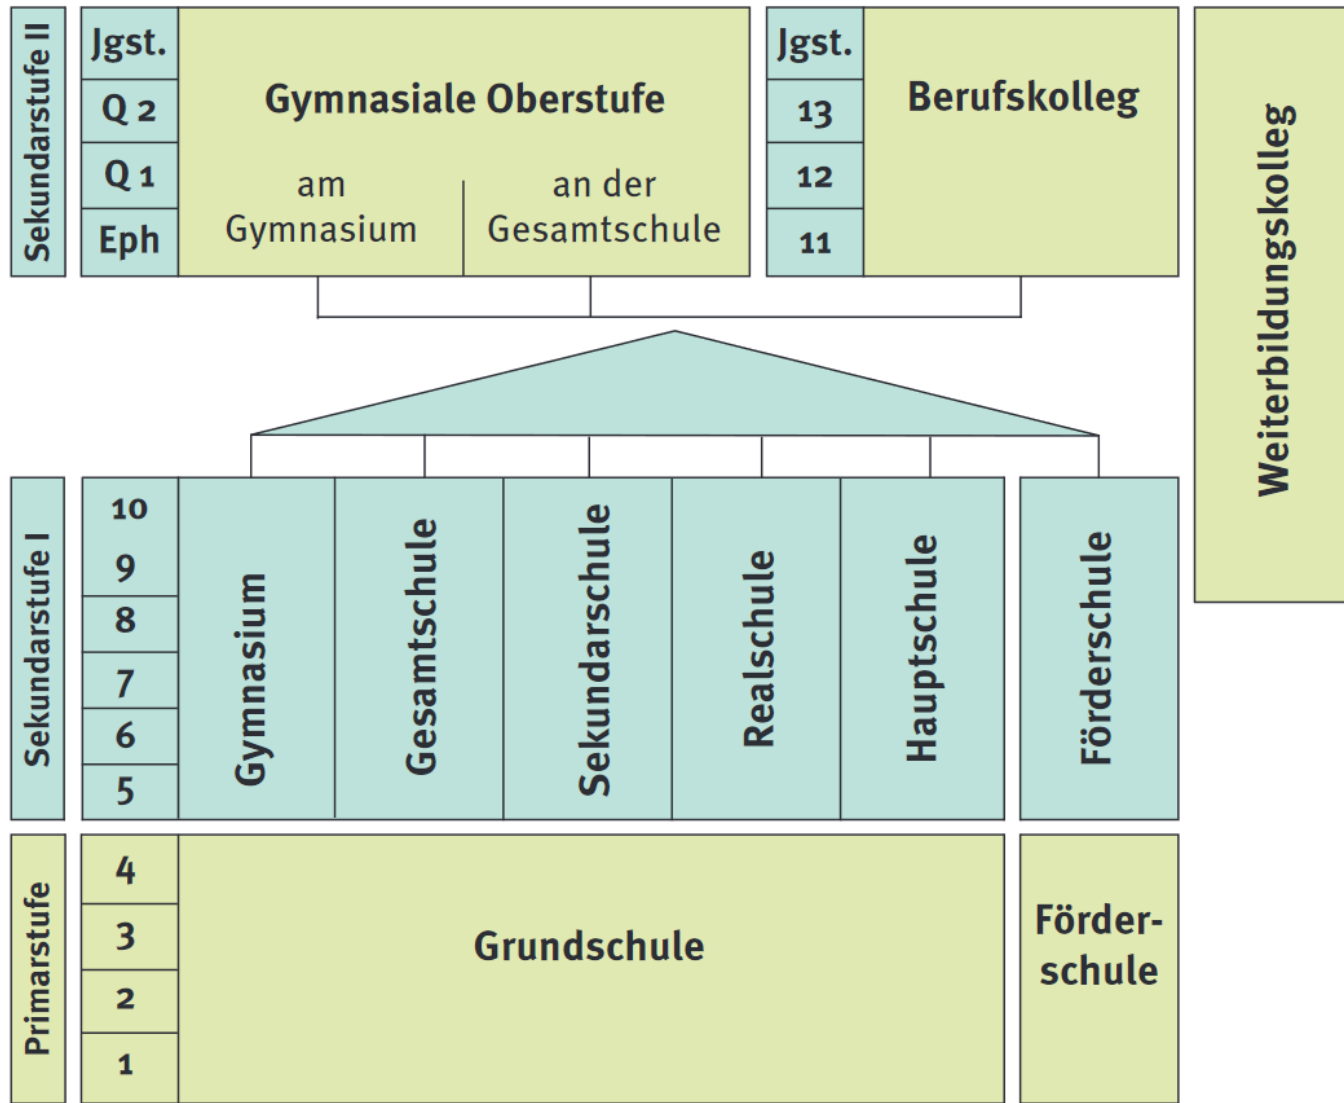 Sekundarstufe II
Jgst.
Q 2
Q 1
Eph
Gymnasiale Oberstufe
am
Gymnasium
an der
Gesamtschule
Jgst.
13
12
11
Berufskolleg
Weiterbildungskolleg
Sekundarstufe I
10
9
8
7
6
5
Gymnasium
Gesamtschule
Sekundarschule
Realschule
Hauptschule
Förderschule
Primarstufe
4
3
2
1
Grundschule
Förder-
schule